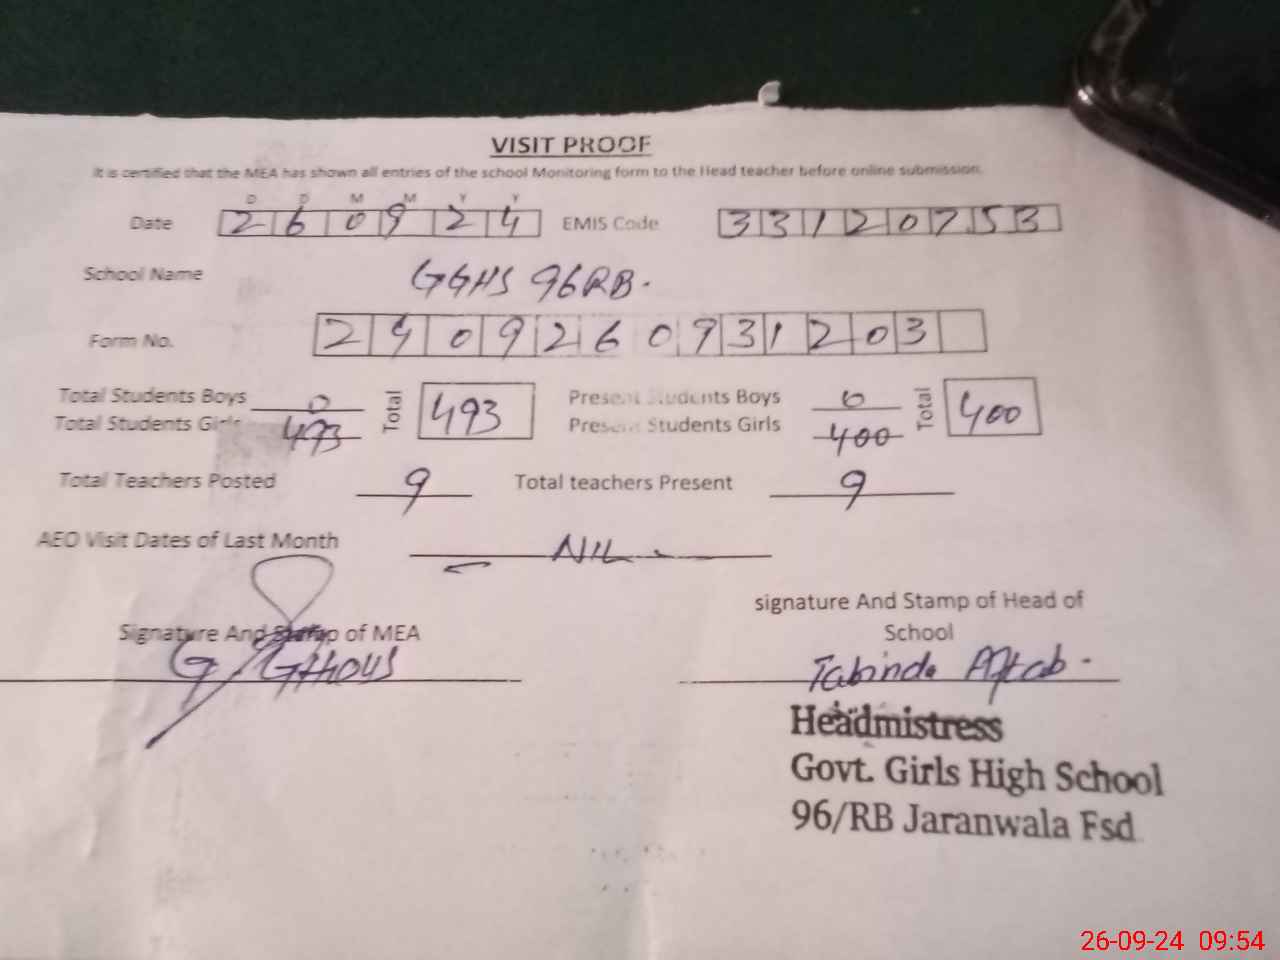 VISIT PROOF
It is certified that the MEA has shown all entries of the school Monitoring form to the Head teacher before online submission.
D D M M Y Y
Date 2 6 0 9 2 4 EMIS Code 3 3 1 2 0 7 5 3
School Name GGHS 96RB.
Form No. 2 4 0 9 2 6 0 9 3 1 2 0 3
Total Students Boys 0 Total 493 Present Students Boys 0 Total 400
Total Students Girls 493 Present Students Girls 400
Total Teachers Posted 9 Total teachers Present 9
AEO Visit Dates of Last Month NIL
signature And Stamp of Head of
School
Signature And Stamp of MEA
G. GHOUS
Tabinda Aftab.
Headmistress
Govt. Girls High School
96/RB Jaranwala Fsd
26-09-24 09:54